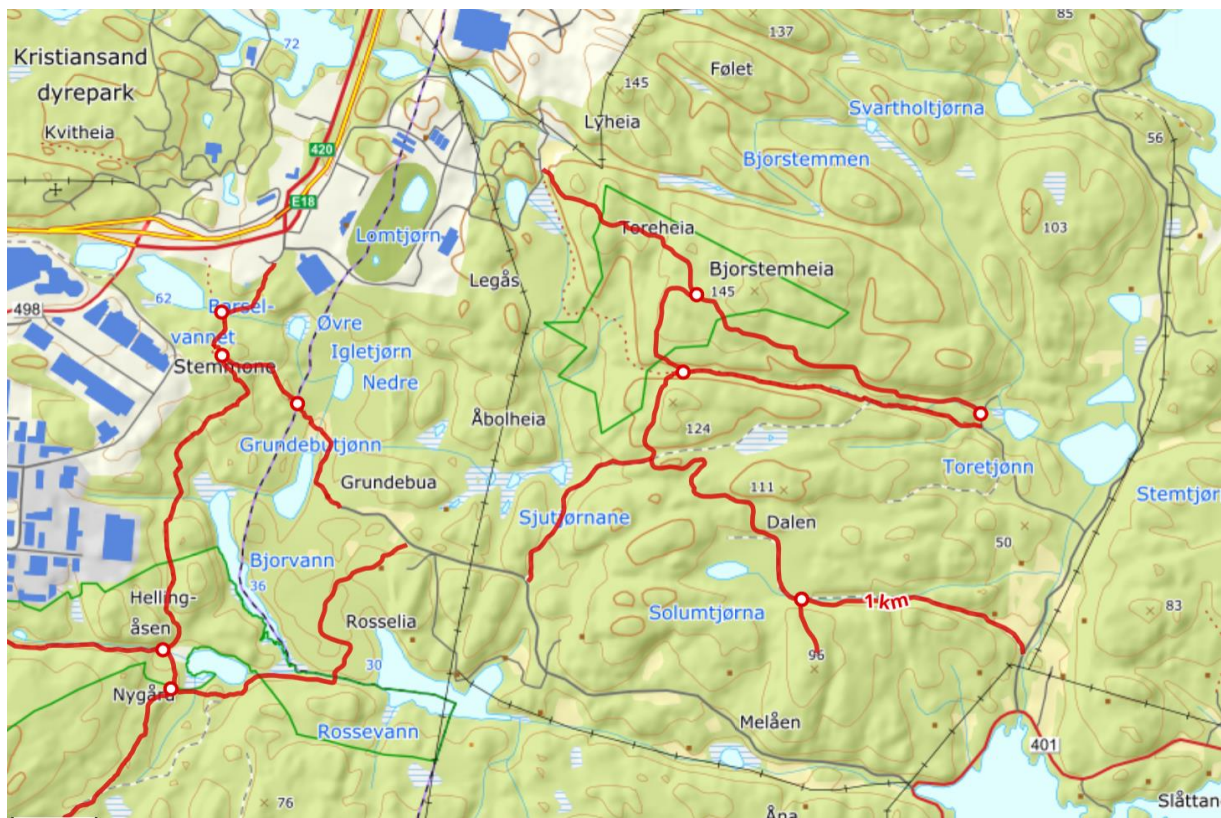 85
137
72
Kristiansand
dyrepark
145
Følet
Svartholtjørna
Kvitheia
Lyheia
56
420
Bjorstemmen
E18
Toreheia
103
Lomtjørn
Bjorstemheia
Legås
145
62
498
Barsel-
vannet
Øvre
Igletjørn
Stemmone
Nedre
Åbolheia
124
Grundebutjønn
Toretjønn
Grundebua
111
Stemtjør
Sjutjørnane
Dalen
50
Bjorvann
36
Helling-
åsen
Solumtjørna
1 km
83
Rosselia
96
30
Nygård
Rossevann
Melåen
401
76
Slåttan
Åna